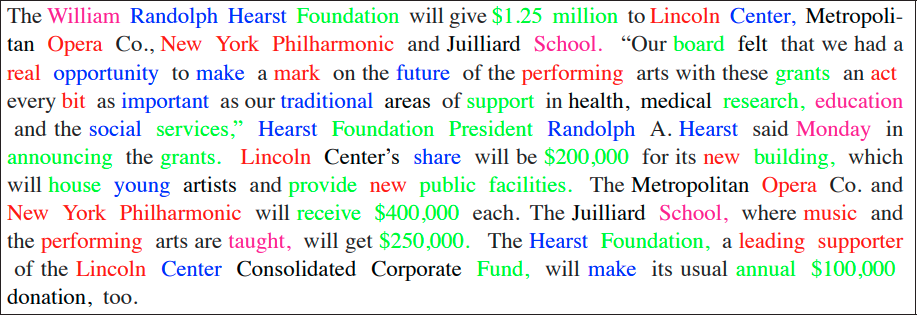 The William Randolph Hearst Foundation will give $1.25 million to Lincoln Center, Metropoli-
tan Opera Co., New York Philharmonic and Juilliard School. “Our board felt that we had a
real opportunity to make a mark on the future of the performing arts with these grants an act
every bit as important as our traditional areas of support in health, medical research, education
and the social services,” Hearst Foundation President Randolph A. Hearst said Monday in
announcing the grants. Lincoln Center’s share will be $200,000 for its new building, which
will house young artists and provide new public facilities. The Metropolitan Opera Co. and
New York Philharmonic will receive $400,000 each. The Juilliard School, where music and
the performing arts are taught, will get $250,000. The Hearst Foundation, a leading supporter
of the Lincoln Center Consolidated Corporate Fund, will make its usual annual $100,000
donation, too.